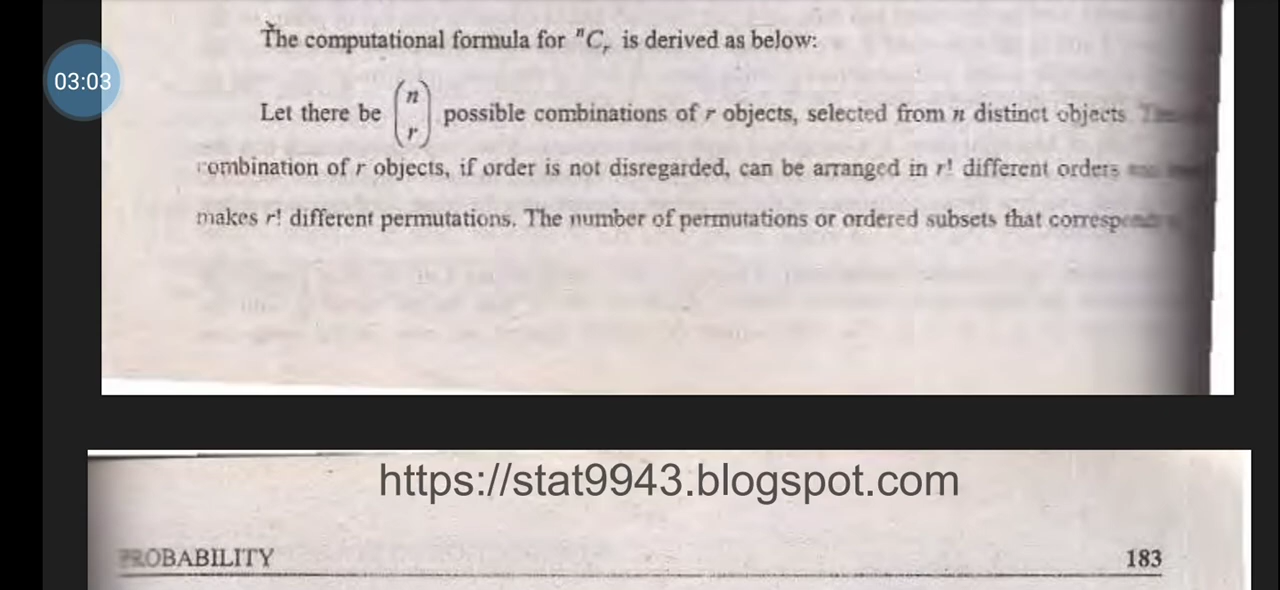 The computational formula for ⁿCᵣ is derived as below:
03:03
Let there be (n r) possible combinations of r objects, selected from n distinct objects
combination of r objects, if order is not disregarded, can be arranged in r! different orders
makes r! different permutations. The number of permutations or ordered subsets that
https://stat9943.blogspot.com
PROBABILITY 183